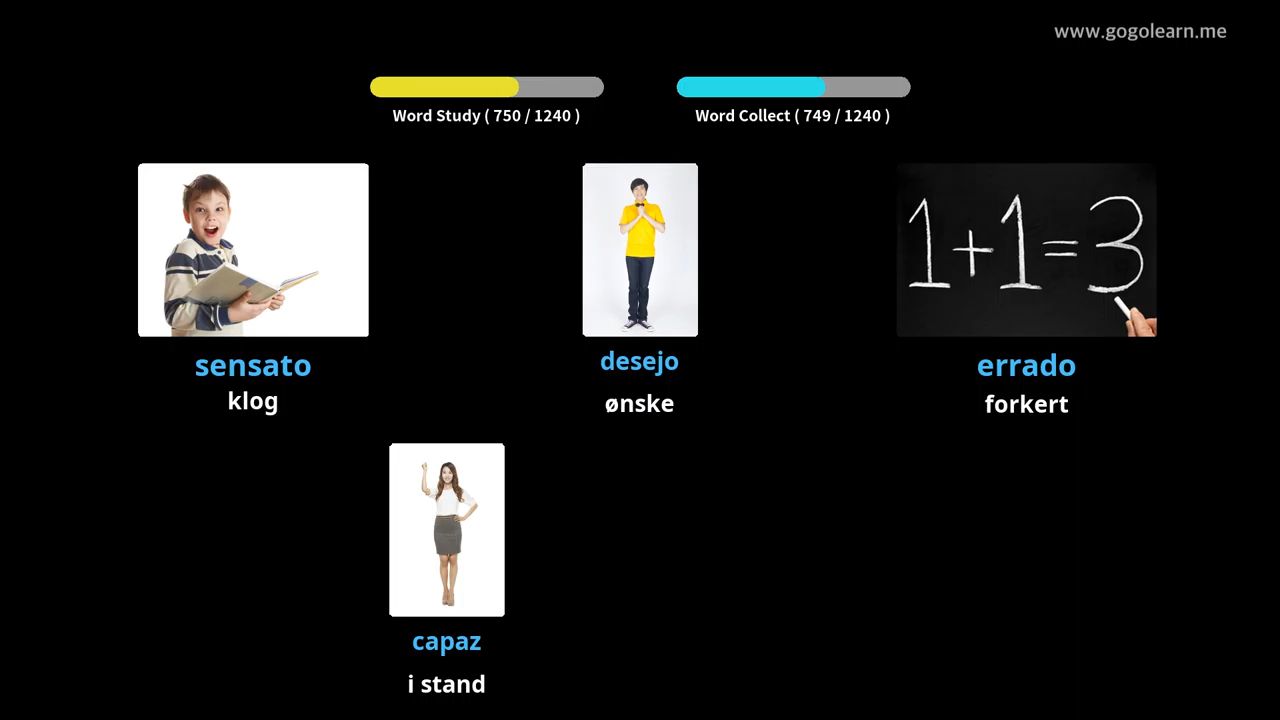 www.gogolearn.me
Word Study ( 750 / 1240 )
Word Collect ( 749 / 1240 )
1+1=3
sensato
klog
desejo
ønske
errado
forkert
capaz
i stand